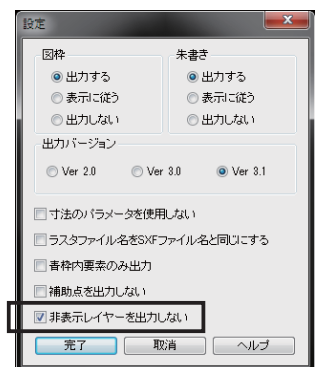 設定
図枠
出力する
表示に従う
出力しない
朱書き
出力する
表示に従う
出力しない
出力バージョン
Ver 2.0 Ver 3.0 Ver 3.1
寸法のパラメータを使用しない
ラスタファイル名をSXFファイル名と同じにする
青枠内要素のみ出力
補助点を出力しない
非表示レイヤーを出力しない
完了 取消 ヘルプ